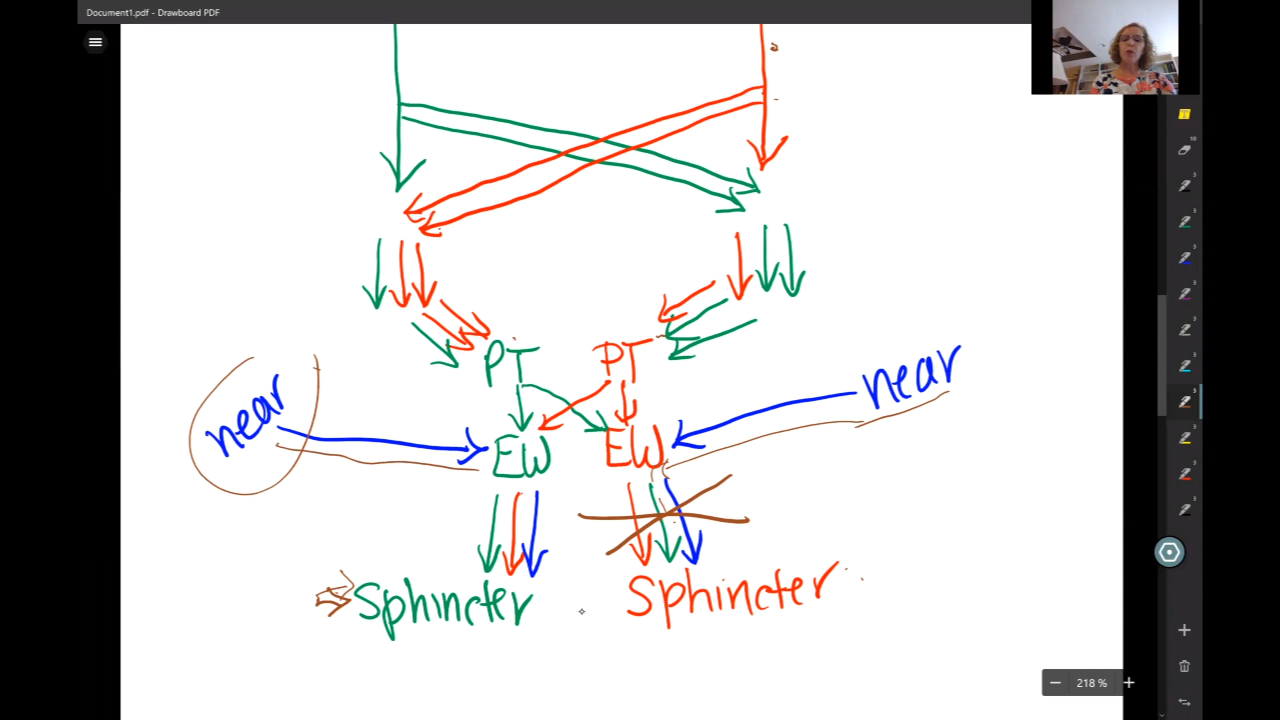 Document1.pdf - Drawboard PDF
PT PT
near near
EW EW
Sphincter Sphincter
218 %